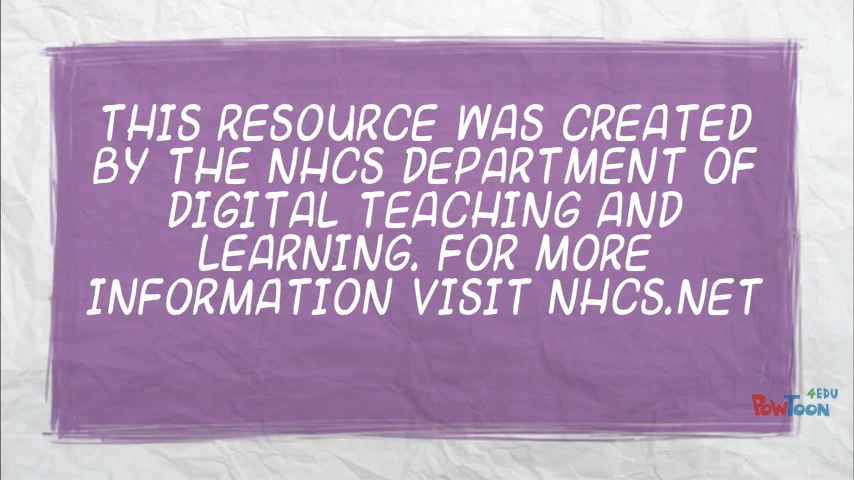 THIS RESOURCE WAS CREATED
BY THE NHCS DEPARTMENT OF
DIGITAL TEACHING AND
LEARNING. FOR MORE
INFORMATION VISIT NHCS.NET
4EDU
POWTOON